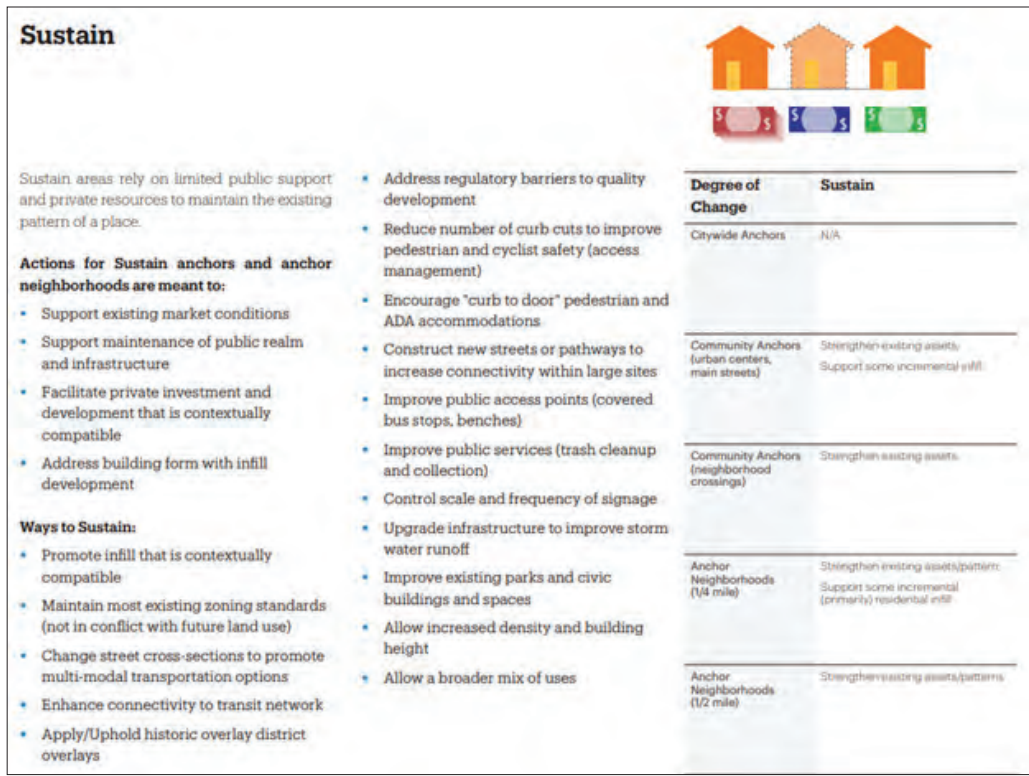 Sustain
$ $ $ $ $ $
Sustain areas rely on limited public support
and private resources to maintain the existing
pattern of a place.
Actions for Sustain anchors and anchor
neighborhoods are meant to:
• Support existing market conditions
• Support maintenance of public realm
and infrastructure
• Facilitate private investment and
development that is contextually
compatible
• Address building form with infill
development
Ways to Sustain:
• Promote infill that is contextually
compatible
• Maintain most existing zoning standards
(not in conflict with future land use)
• Change street cross-sections to promote
multi-modal transportation options
• Enhance connectivity to transit network
• Apply/Uphold historic overlay district
overlays
• Address regulatory barriers to quality
development
• Reduce number of curb cuts to improve
pedestrian and cyclist safety (access
management)
• Encourage "curb to door" pedestrian and
ADA accommodations
• Construct new streets or pathways to
increase connectivity within large sites
• Improve public access points (covered
bus stops, benches)
• Improve public services (trash cleanup
and collection)
• Control scale and frequency of signage
• Upgrade infrastructure to improve storm
water runoff
• Improve existing parks and civic
buildings and spaces
• Allow increased density and building
height
• Allow a broader mix of uses
Degree of
Change
Sustain
Citywide Anchors
N/A
Community Anchors
(urban centers,
main streets)
Strengthen existing assets.
Support some incremental infill.
Community Anchors
(neighborhood
crossings)
Strengthen existing assets.
Anchor
Neighborhoods
(1/4 mile)
Strengthen existing assets/pattern.
Support some incremental
(primarily) residential infill.
Anchor
Neighborhoods
(1/2 mile)
Strengthen existing assets/patterns.